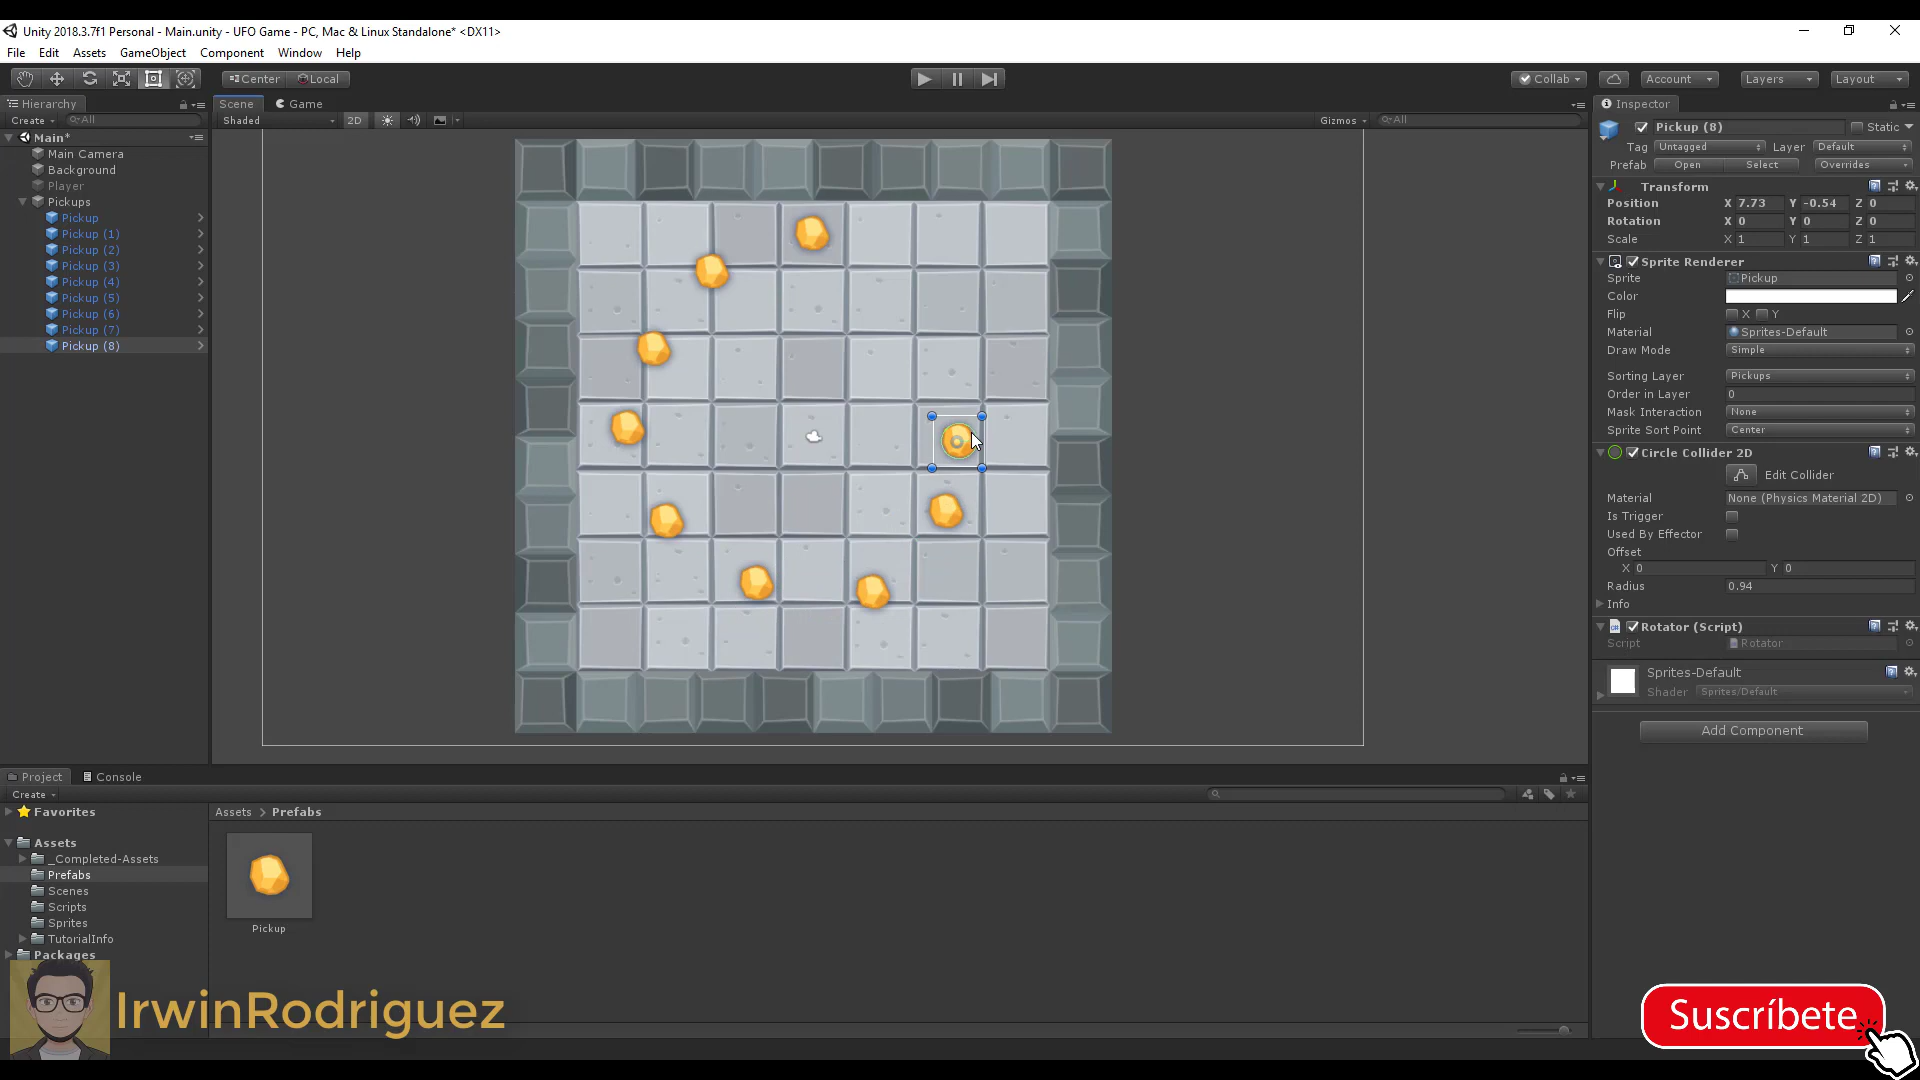 Unity 2018.3.7f1 Personal - Main.unity - UFO Game - PC, Mac & Linux Standalone* <DX11>
File Edit Assets GameObject Component Window Help
Center Local
Collab Account Layers Layout
Hierarchy
Create All
Main*
Main Camera
Background
Player
Pickups
Pickup
Pickup (1)
Pickup (2)
Pickup (3)
Pickup (4)
Pickup (5)
Pickup (6)
Pickup (7)
Pickup (8)
Scene Game
Shaded 2D Gizmos All
Inspector
Pickup (8) Static
Tag Untagged Layer Default
Prefab Open Select Overrides
Transform
Position X 7.73 Y -0.54 Z 0
Rotation X 0 Y 0 Z 0
Scale X 1 Y 1 Z 1
Sprite Renderer
Sprite Pickup
Color
Flip X Y
Material Sprites-Default
Draw Mode Simple
Sorting Layer Pickups
Order in Layer 0
Mask Interaction None
Sprite Sort Point Center
Circle Collider 2D
Edit Collider
Material None (Physics Material 2D)
Is Trigger
Used By Effector
Offset
X 0 Y 0
Radius 0.94
Info
Rotator (Script)
Script Rotator
Sprites-Default
Shader Sprites/Default
Add Component
Project Console
Create
Favorites
Assets
_Completed-Assets
Prefabs
Scenes
Scripts
Sprites
TutorialInfo
Packages
Assets > Prefabs
Pickup
IrwinRodriguez
Suscríbete